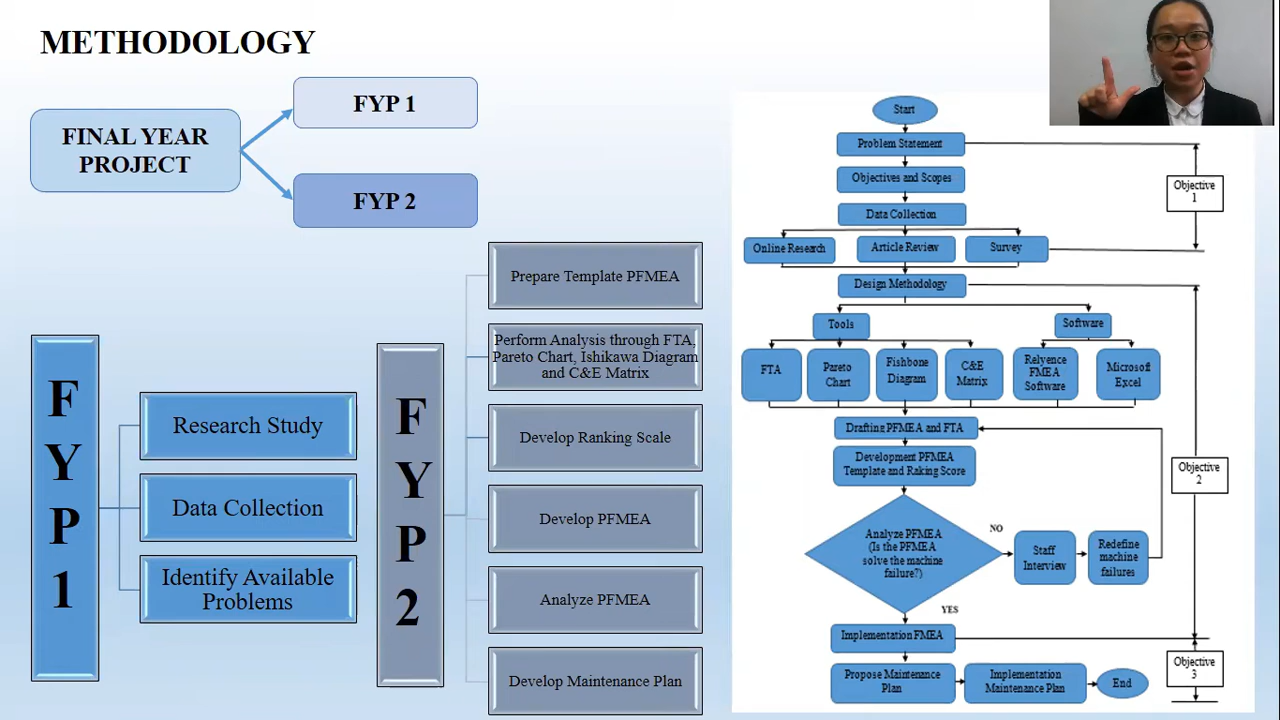 METHODOLOGY
FINAL YEAR
PROJECT
FYP 1
FYP 2
F
Y
P
1
Research Study
Data Collection
Identify Available
Problems
F
Y
P
2
Prepare Template PFMEA
Perform Analysis through FTA,
Pareto Chart, Ishikawa Diagram
and C&E Matrix
Develop Ranking Scale
Develop PFMEA
Analyze PFMEA
Develop Maintenance Plan
Start
Problem Statement
Objectives and Scopes
Data Collection
Online Research
Article Review
Survey
Objective
1
Design Methodology
Tools
Software
FTA
Pareto
Chart
Fishbone
Diagram
C&E
Matrix
Relyence
FMEA
Software
Microsoft
Excel
Drafting PFMEA and FTA
Development PFMEA
Template and Raking Score
Objective
2
Analyze PFMEA
(Is the PFMEA
solve the machine
failure?)
NO
Staff
Interview
Redefine
machine
failures
YES
Implementation FMEA
Propose Maintenance
Plan
Implementation
Maintenance Plan
End
Objective
3